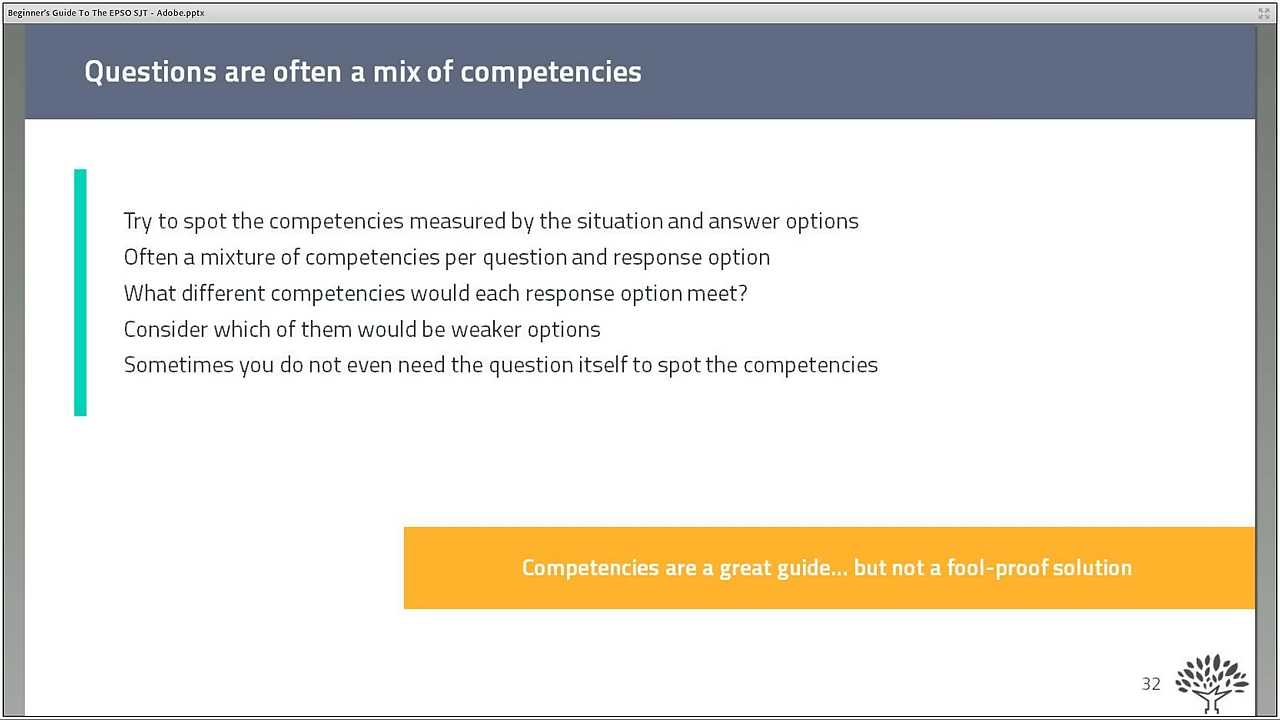 Beginner's Guide To The EPSO SJT - Adobe.pptx
Questions are often a mix of competencies
Try to spot the competencies measured by the situation and answer options
Often a mixture of competencies per question and response option
What different competencies would each response option meet?
Consider which of them would be weaker options
Sometimes you do not even need the question itself to spot the competencies
Competencies are a great guide... but not a fool-proof solution
32